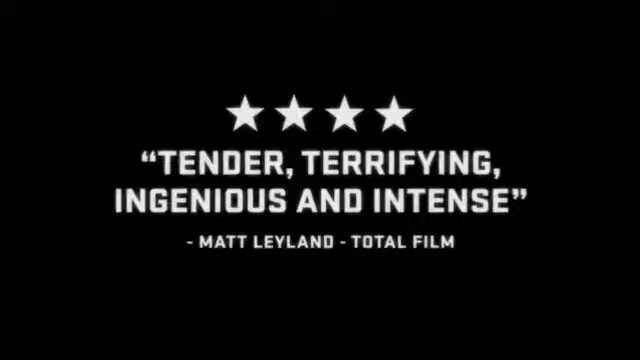 “TENDER, TERRIFYING,
INGENIOUS AND INTENSE”
- MATT LEYLAND - TOTAL FILM